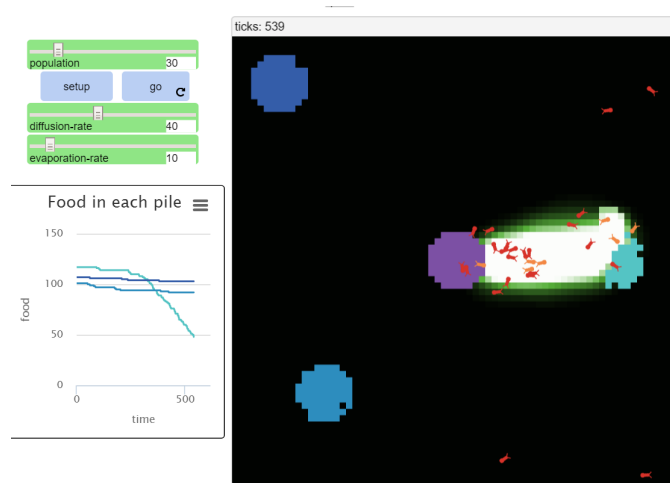 ticks: 539
population 30
setup go
diffusion-rate 40
evaporation-rate 10
Food in each pile
150
100
50
0
food
0 500
time